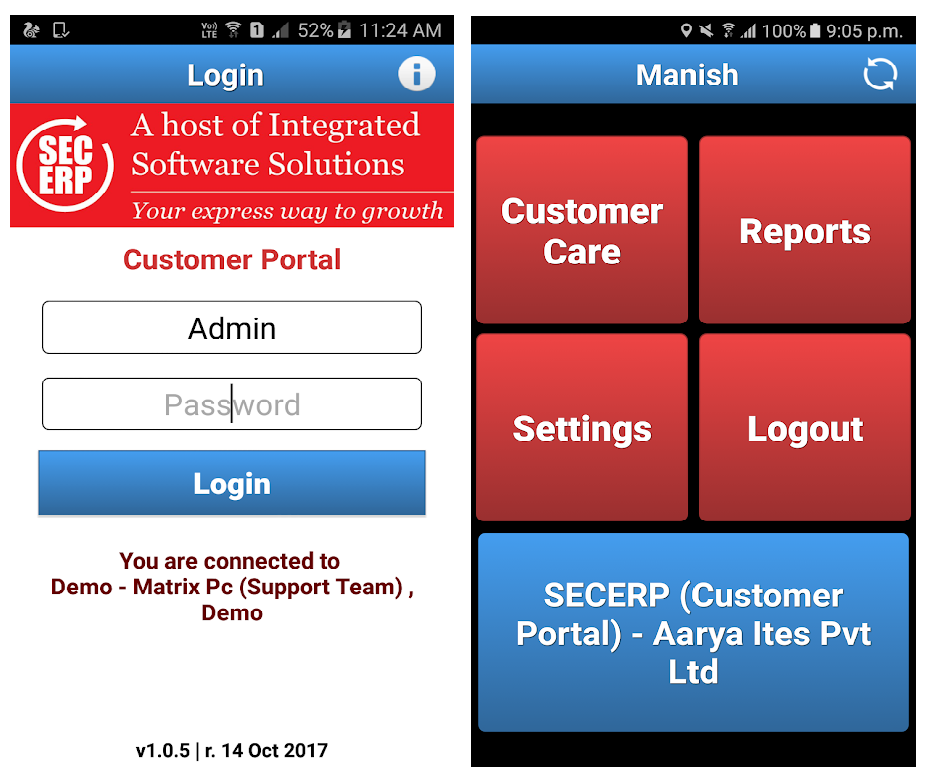 VoLTE 1 52% 11:24 AM
Login
SEC
ERP
A host of Integrated
Software Solutions
Your express way to growth
Customer Portal
Admin
Password
Login
You are connected to
Demo - Matrix Pc (Support Team) ,
Demo
v1.0.5 | r. 14 Oct 2017
100% 9:05 p.m.
Manish
Customer
Care
Reports
Settings
Logout
SECERP (Customer
Portal) - Aarya Ites Pvt
Ltd